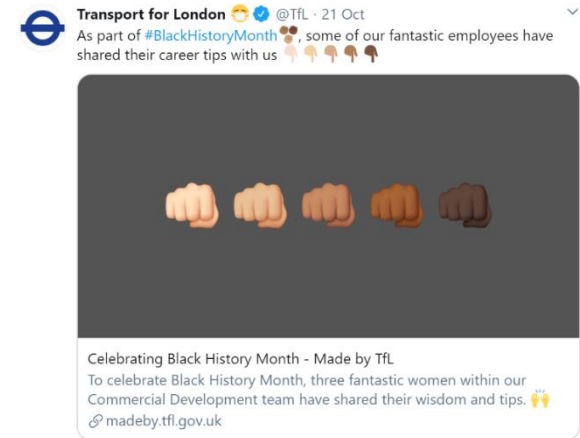 Transport for London 😷 @TfL · 21 Oct
As part of #BlackHistoryMonth, some of our fantastic employees have
shared their career tips with us 👇🏻👇🏼👇🏽👇🏾👇🏿
Celebrating Black History Month - Made by TfL
To celebrate Black History Month, three fantastic women within our
Commercial Development team have shared their wisdom and tips. 🙌
madeby.tfl.gov.uk